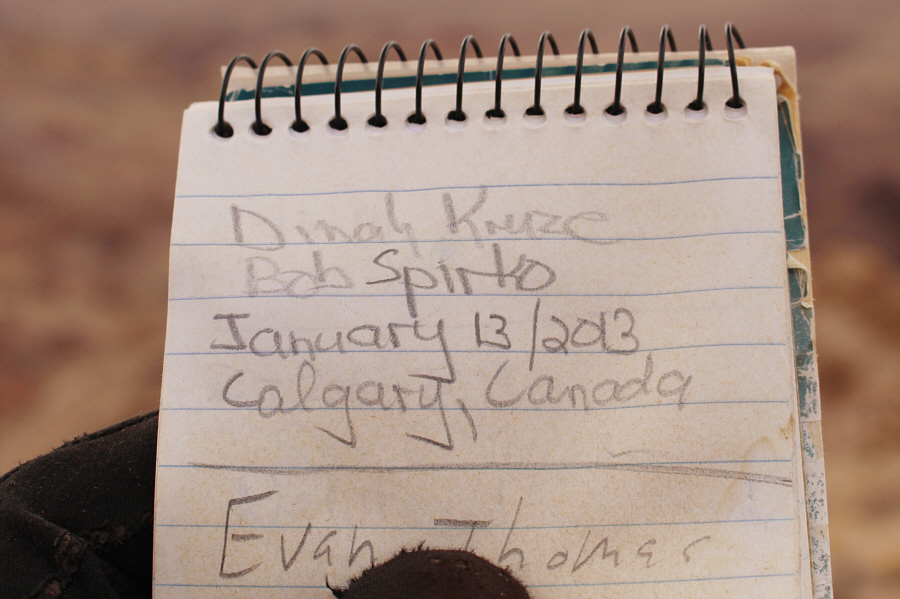 Dinah Kruze
Bob Spirko
January 13/2013
Calgary, Canada
Evan Thomas